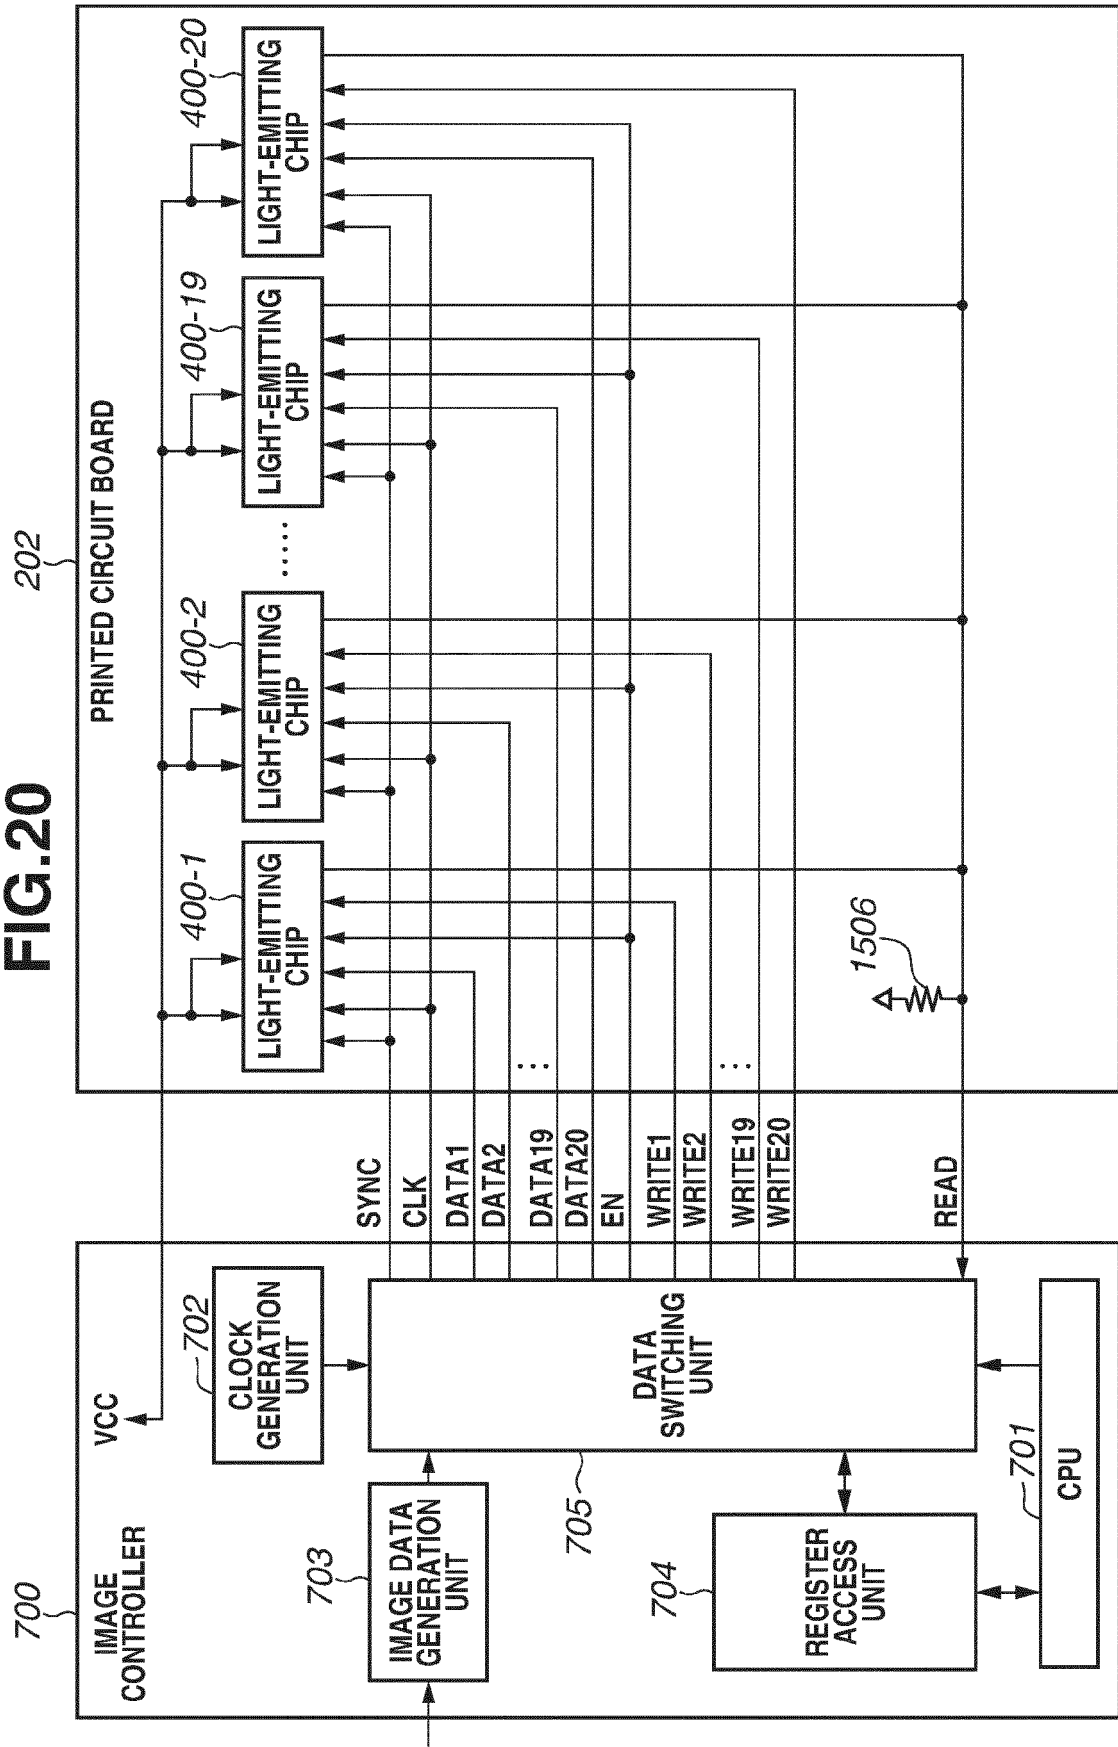 FIG.20
700
IMAGE
CONTROLLER
VCC
702
CLOCK
GENERATION
UNIT
703
IMAGE DATA
GENERATION
UNIT
705
DATA
SWITCHING
UNIT
704
REGISTER
ACCESS
UNIT
701
CPU
SYNC
CLK
DATA1
DATA2
DATA19
DATA20
EN
WRITE1
WRITE2
WRITE19
WRITE20
READ
202
PRINTED CIRCUIT BOARD
400-1
LIGHT-EMITTING
CHIP
400-2
LIGHT-EMITTING
CHIP
.....
400-19
LIGHT-EMITTING
CHIP
400-20
LIGHT-EMITTING
CHIP
...
...
1506